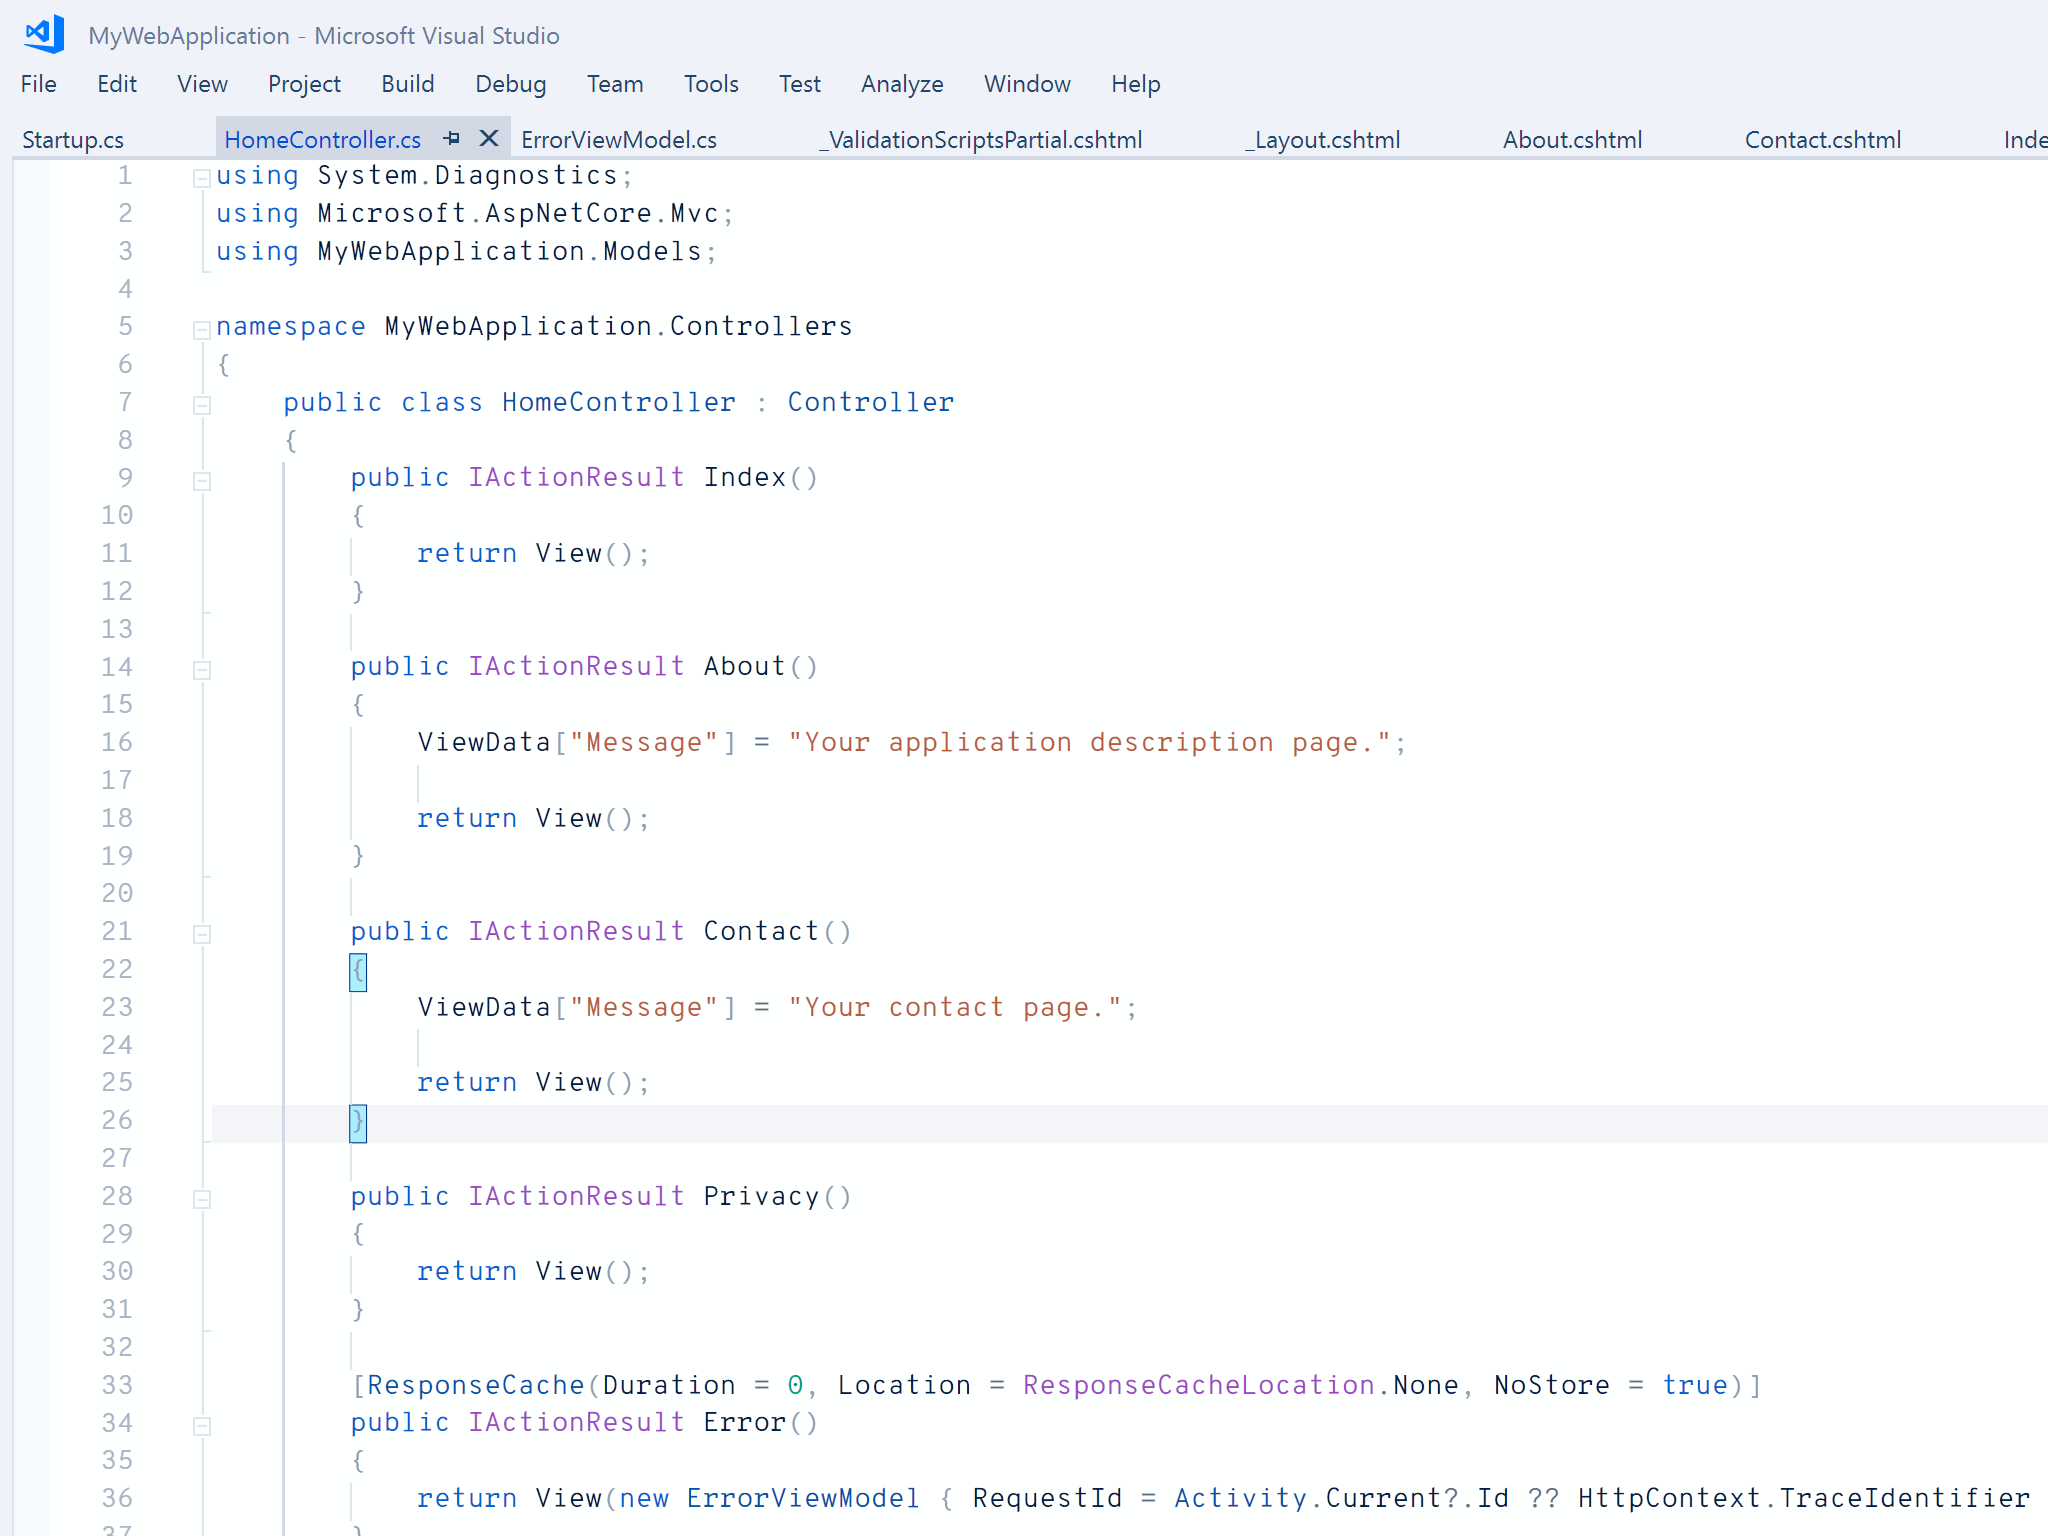 MyWebApplication - Microsoft Visual Studio
File Edit View Project Build Debug Team Tools Test Analyze Window Help
Startup.cs HomeController.cs ErrorViewModel.cs _ValidationScriptsPartial.cshtml _Layout.cshtml About.cshtml Contact.cshtml Inde
1 using System.Diagnostics;
2 using Microsoft.AspNetCore.Mvc;
3 using MyWebApplication.Models;
4
5 namespace MyWebApplication.Controllers
6 {
7 public class HomeController : Controller
8 {
9 public IActionResult Index()
10 {
11 return View();
12 }
13
14 public IActionResult About()
15 {
16 ViewData["Message"] = "Your application description page.";
17
18 return View();
19 }
20
21 public IActionResult Contact()
22 {
23 ViewData["Message"] = "Your contact page.";
24
25 return View();
26 }
27
28 public IActionResult Privacy()
29 {
30 return View();
31 }
32
33 [ResponseCache(Duration = 0, Location = ResponseCacheLocation.None, NoStore = true)]
34 public IActionResult Error()
35 {
36 return View(new ErrorViewModel { RequestId = Activity.Current?.Id ?? HttpContext.TraceIdentifier
37 }